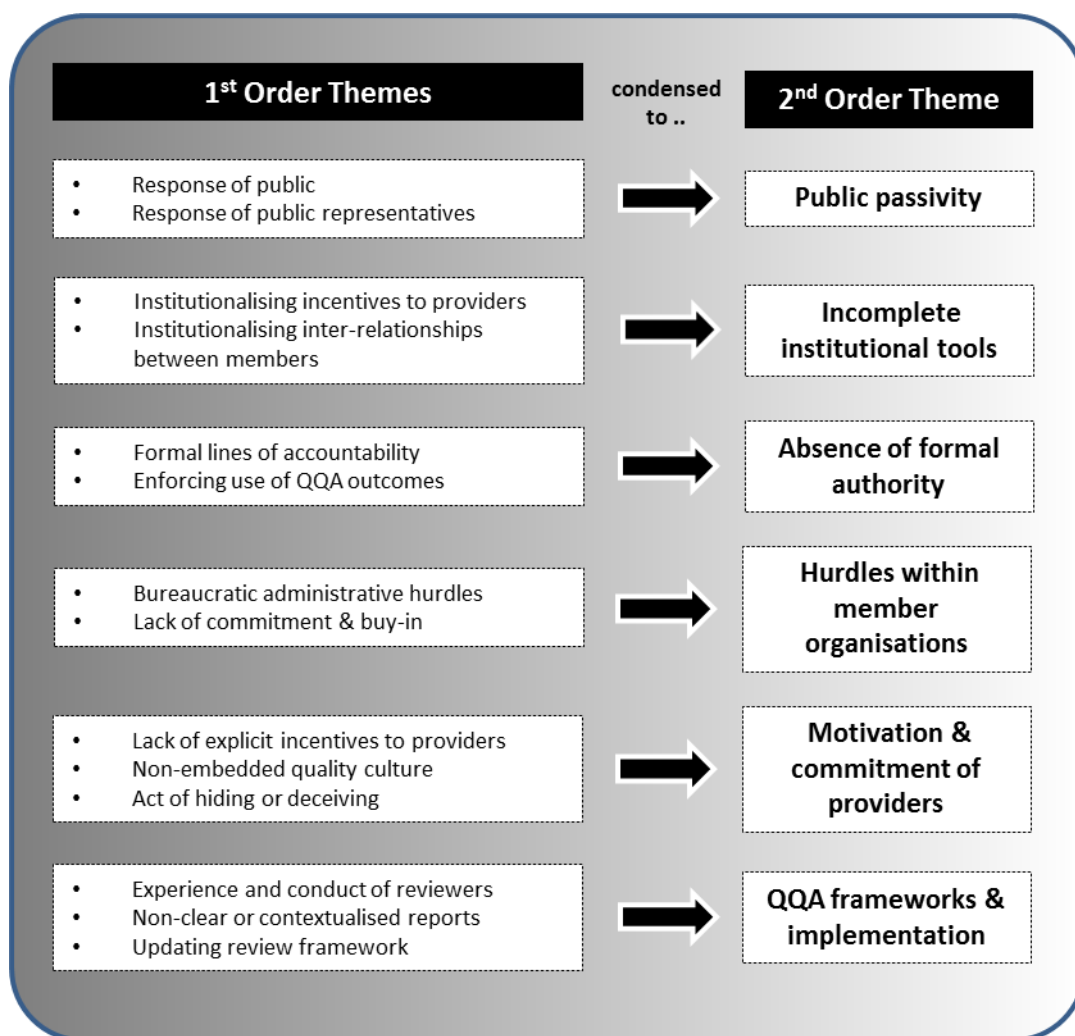 1st Order Themes
condensed
to ..
2nd Order Theme
• Response of public
• Response of public representatives
Public passivity
• Institutionalising incentives to providers
• Institutionalising inter-relationships
between members
Incomplete
institutional tools
• Formal lines of accountability
• Enforcing use of QQA outcomes
Absence of formal
authority
• Bureaucratic administrative hurdles
• Lack of commitment & buy-in
Hurdles within
member
organisations
• Lack of explicit incentives to providers
• Non-embedded quality culture
• Act of hiding or deceiving
Motivation &
commitment of
providers
• Experience and conduct of reviewers
• Non-clear or contextualised reports
• Updating review framework
QQA frameworks &
implementation